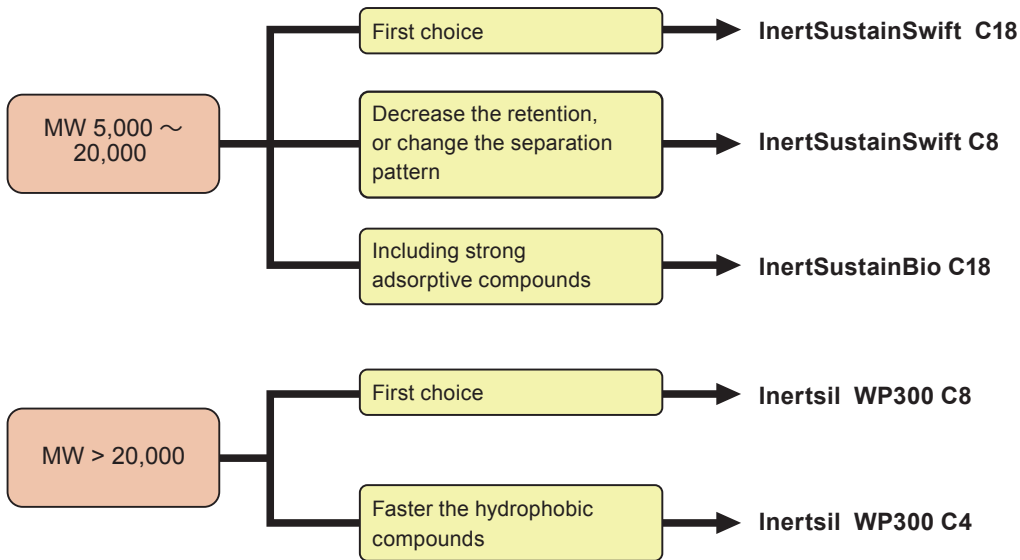 First choice
InertSustainSwift  C18
MW 5,000 ～
20,000
Decrease the retention,
or change the separation
pattern
InertSustainSwift C8
Including strong
adsorptive compounds
InertSustainBio C18
First choice
Inertsil  WP300 C8
MW > 20,000
Faster the hydrophobic
compounds
Inertsil  WP300 C4